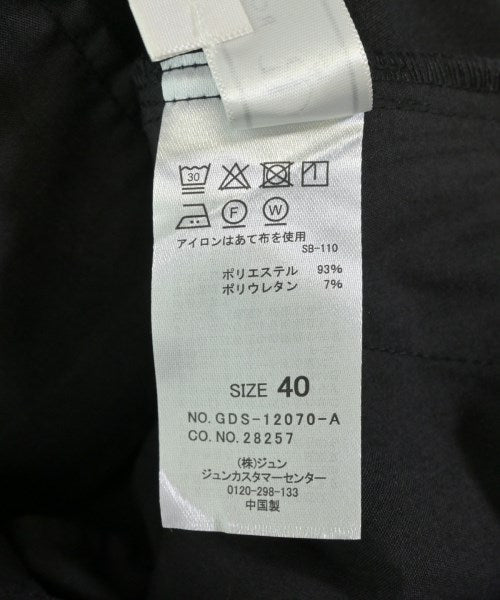 30
F
W
アイロンはあて布を使用
SB-110
ポリエステル 93%
ポリウレタン 7%
SIZE 40
NO. GDS-12070-A
CO. NO. 28257
(株)ジュン
ジュンカスタマーセンター
0120-298-133
中国製